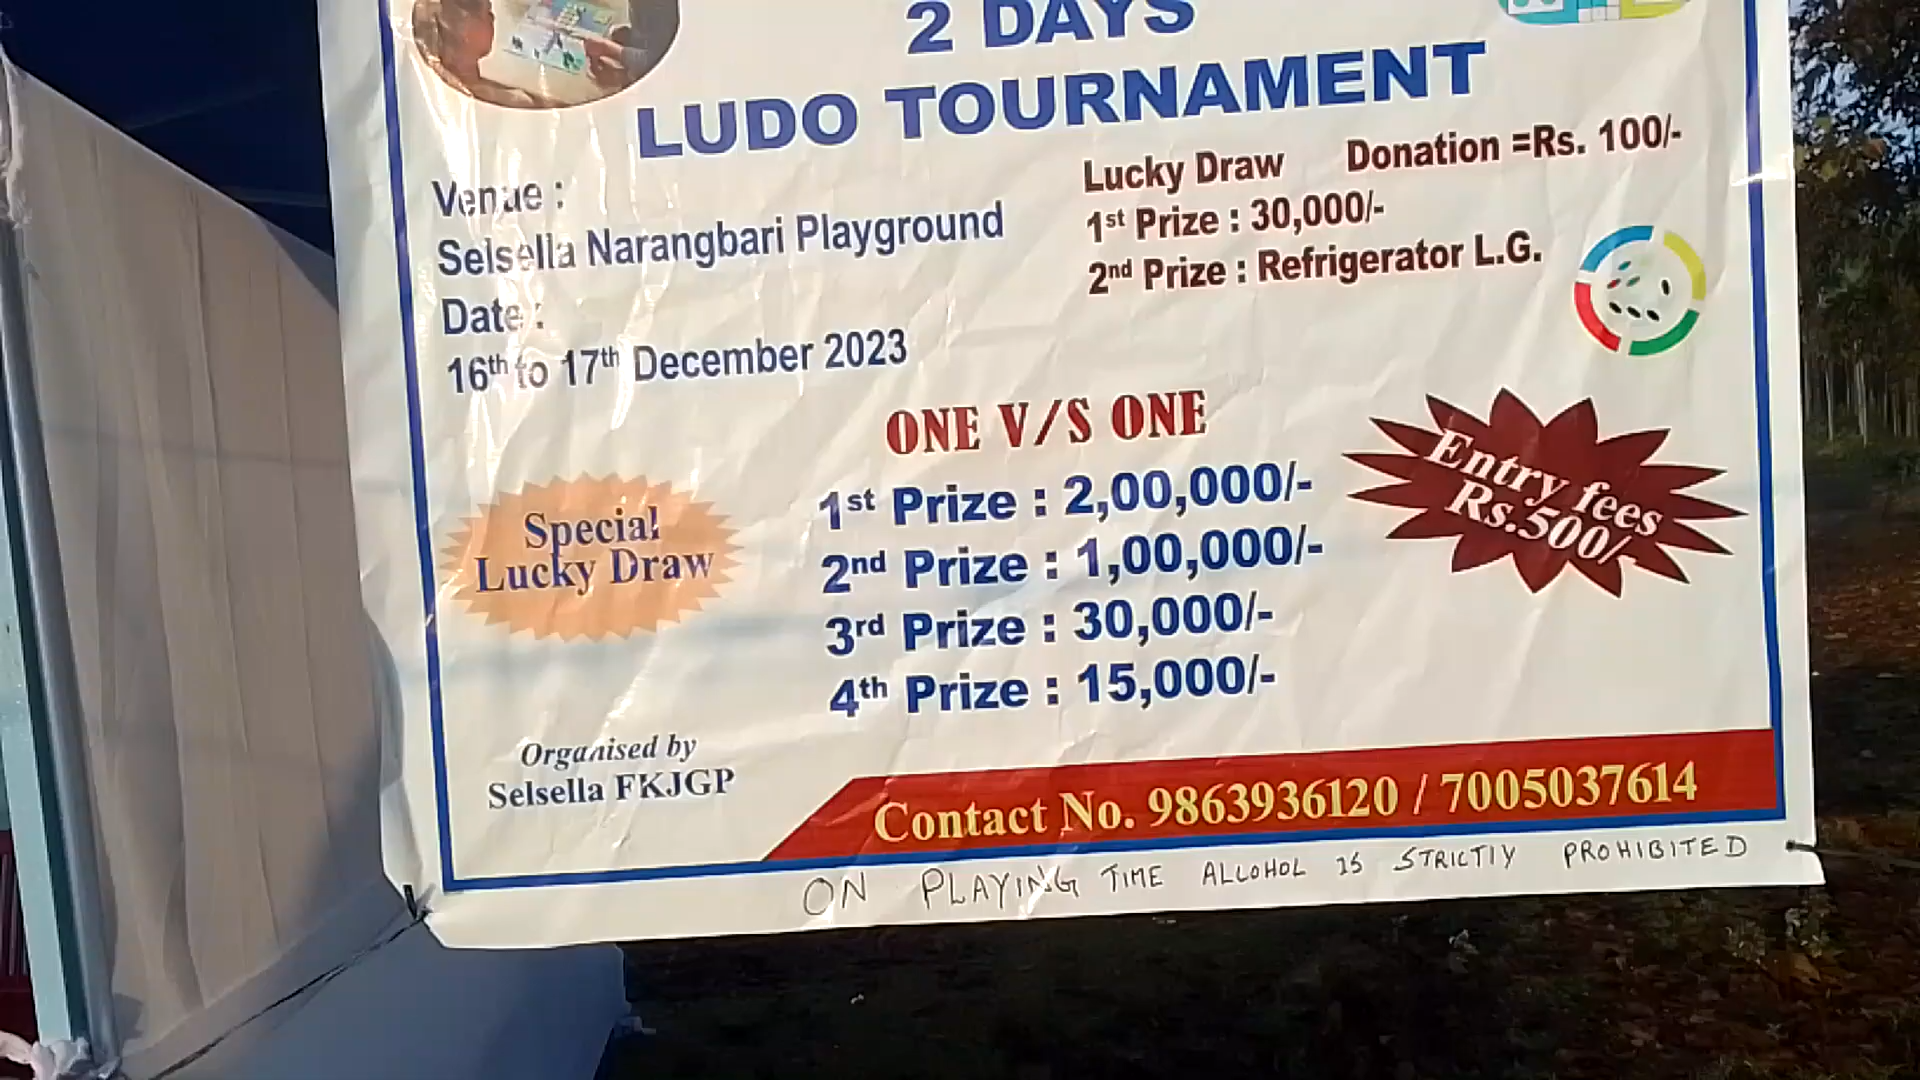 2 DAYS
LUDO TOURNAMENT
Venue :
Selsella Narangbari Playground
Date :
16th to 17th December 2023
Lucky Draw Donation =Rs. 100/-
1st Prize : 30,000/-
2nd Prize : Refrigerator L.G.
ONE V/S ONE
1st Prize : 2,00,000/-
2nd Prize : 1,00,000/-
3rd Prize : 30,000/-
4th Prize : 15,000/-
Entry fees
Rs.500/-
Special
Lucky Draw
Organised by
Selsella FKJGP
Contact No. 9863936120 / 7005037614
ON PLAYING TIME ALLOHOL IS STRICTIY PROHIBITED